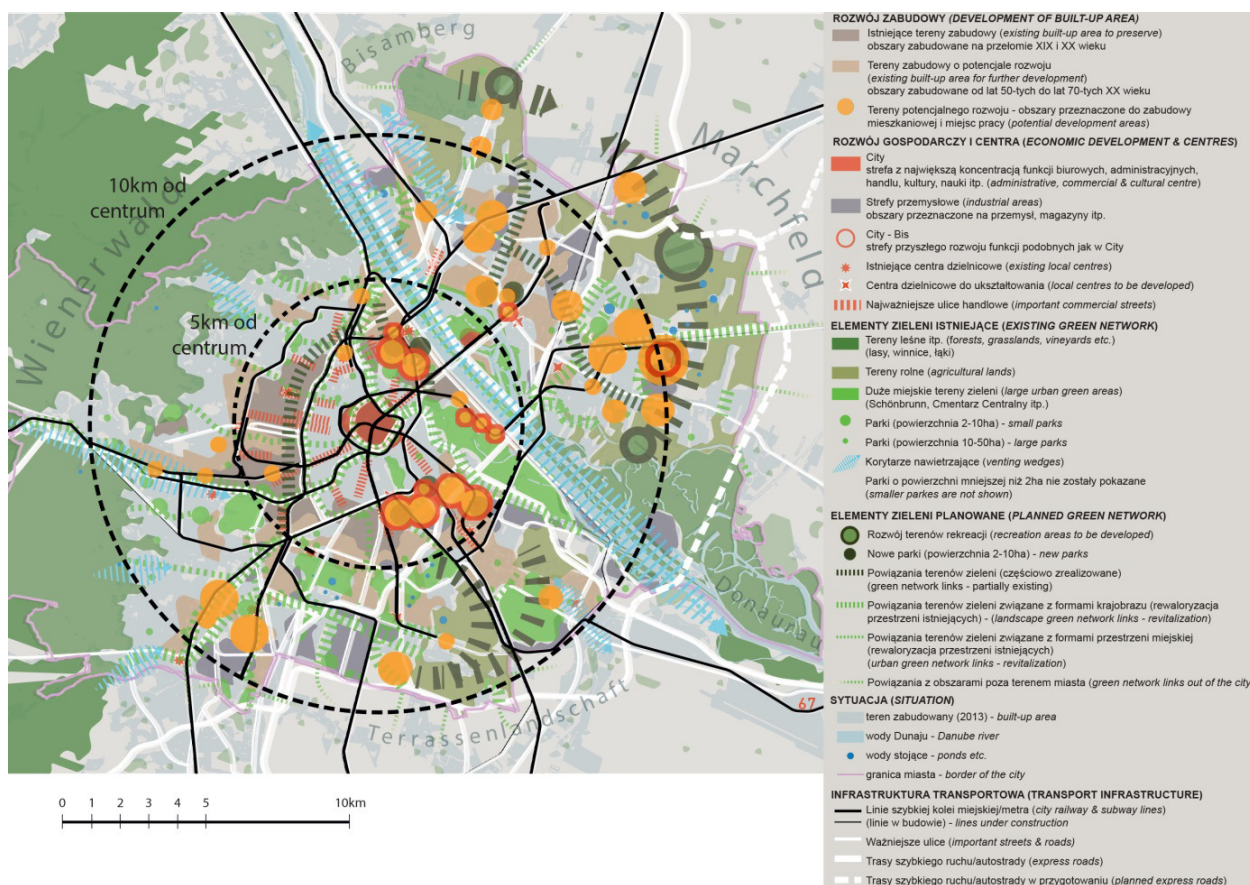 Bisamberg
Marchfeld
Wienerwald
10km od
centrum
5km od
centrum
Donaurau
67
Terrassenlandschaft
0 1 2 3 4 5 10km
ROZWÓJ ZABUDOWY (DEVELOPMENT OF BUILT-UP AREA)
Istniejące tereny zabudowy (existing built-up area to preserve)
obszary zabudowane na przełomie XIX i XX wieku
Tereny zabudowy o potencjale rozwoju
(existing built-up area for further development)
obszary zabudowane od lat 50-tych do lat 70-tych XX wieku
Tereny potencjalnego rozwoju - obszary przeznaczone do zabudowy
mieszkaniowej i miejsc pracy (potential development areas)
ROZWÓJ GOSPODARCZY I CENTRA (ECONOMIC DEVELOPMENT & CENTRES)
City
strefa z największą koncentracją funkcji biurowych, administracyjnych,
handlu, kultury, nauki itp. (administrative, commercial & cultural centre)
Strefy przemysłowe (industrial areas)
obszary przeznaczone na przemysł, magazyny itp.
City - Bis
strefy przyszłego rozwoju funkcji podobnych jak w City
Istniejące centra dzielnicowe (existing local centres)
Centra dzielnicowe do ukształtowania (local centres to be developed)
Najważniejsze ulice handlowe (important commercial streets)
ELEMENTY ZIELENI ISTNIEJĄCE (EXISTING GREEN NETWORK)
Tereny leśne itp. (forests, grasslands, vineyards etc.)
(lasy, winnice, łąki)
Tereny rolne (agricultural lands)
Duże miejskie tereny zieleni (large urban green areas)
(Schönbrunn, Cmentarz Centralny itp.)
Parki (powierzchnia 2-10ha) - small parks
Parki (powierzchnia 10-50ha) - large parks
Korytarze nawietrzające (venting wedges)
Parki o powierzchni mniejszej niż 2ha nie zostały pokazane
(smaller parkes are not shown)
ELEMENTY ZIELENI PLANOWANE (PLANNED GREEN NETWORK)
Rozwój terenów rekreacji (recreation areas to be developed)
Nowe parki (powierzchnia 2-10ha) - new parks
Powiązania terenów zieleni (częściowo zrealizowane)
(green network links - partially existing)
Powiązania terenów zieleni związane z formami krajobrazu (rewaloryzacja
przestrzeni istniejących) - (landscape green network links - revitalization)
Powiązania terenów zieleni związane z formami przestrzeni miejskiej
(rewaloryzacja przestrzeni istniejących)
(urban green network links - revitalization)
Powiązania z obszarami poza terenem miasta (green network links out of the city
SYTUACJA (SITUATION)
teren zabudowany (2013) - built-up area
wody Dunaju - Danube river
wody stojące - ponds etc.
granica miasta - border of the city
INFRASTRUKTURA TRANSPORTOWA (TRANSPORT INFRASTRUCTURE)
Linie szybkiej kolei miejskiej/metra (city railway & subway lines)
(linie w budowie) - lines under construction
Ważniejsze ulice (important streets & roads)
Trasy szybkiego ruchu/autostrady (express roads)
Trasy szybkiego ruchu/autostrady w przygotowaniu (planned express roads)